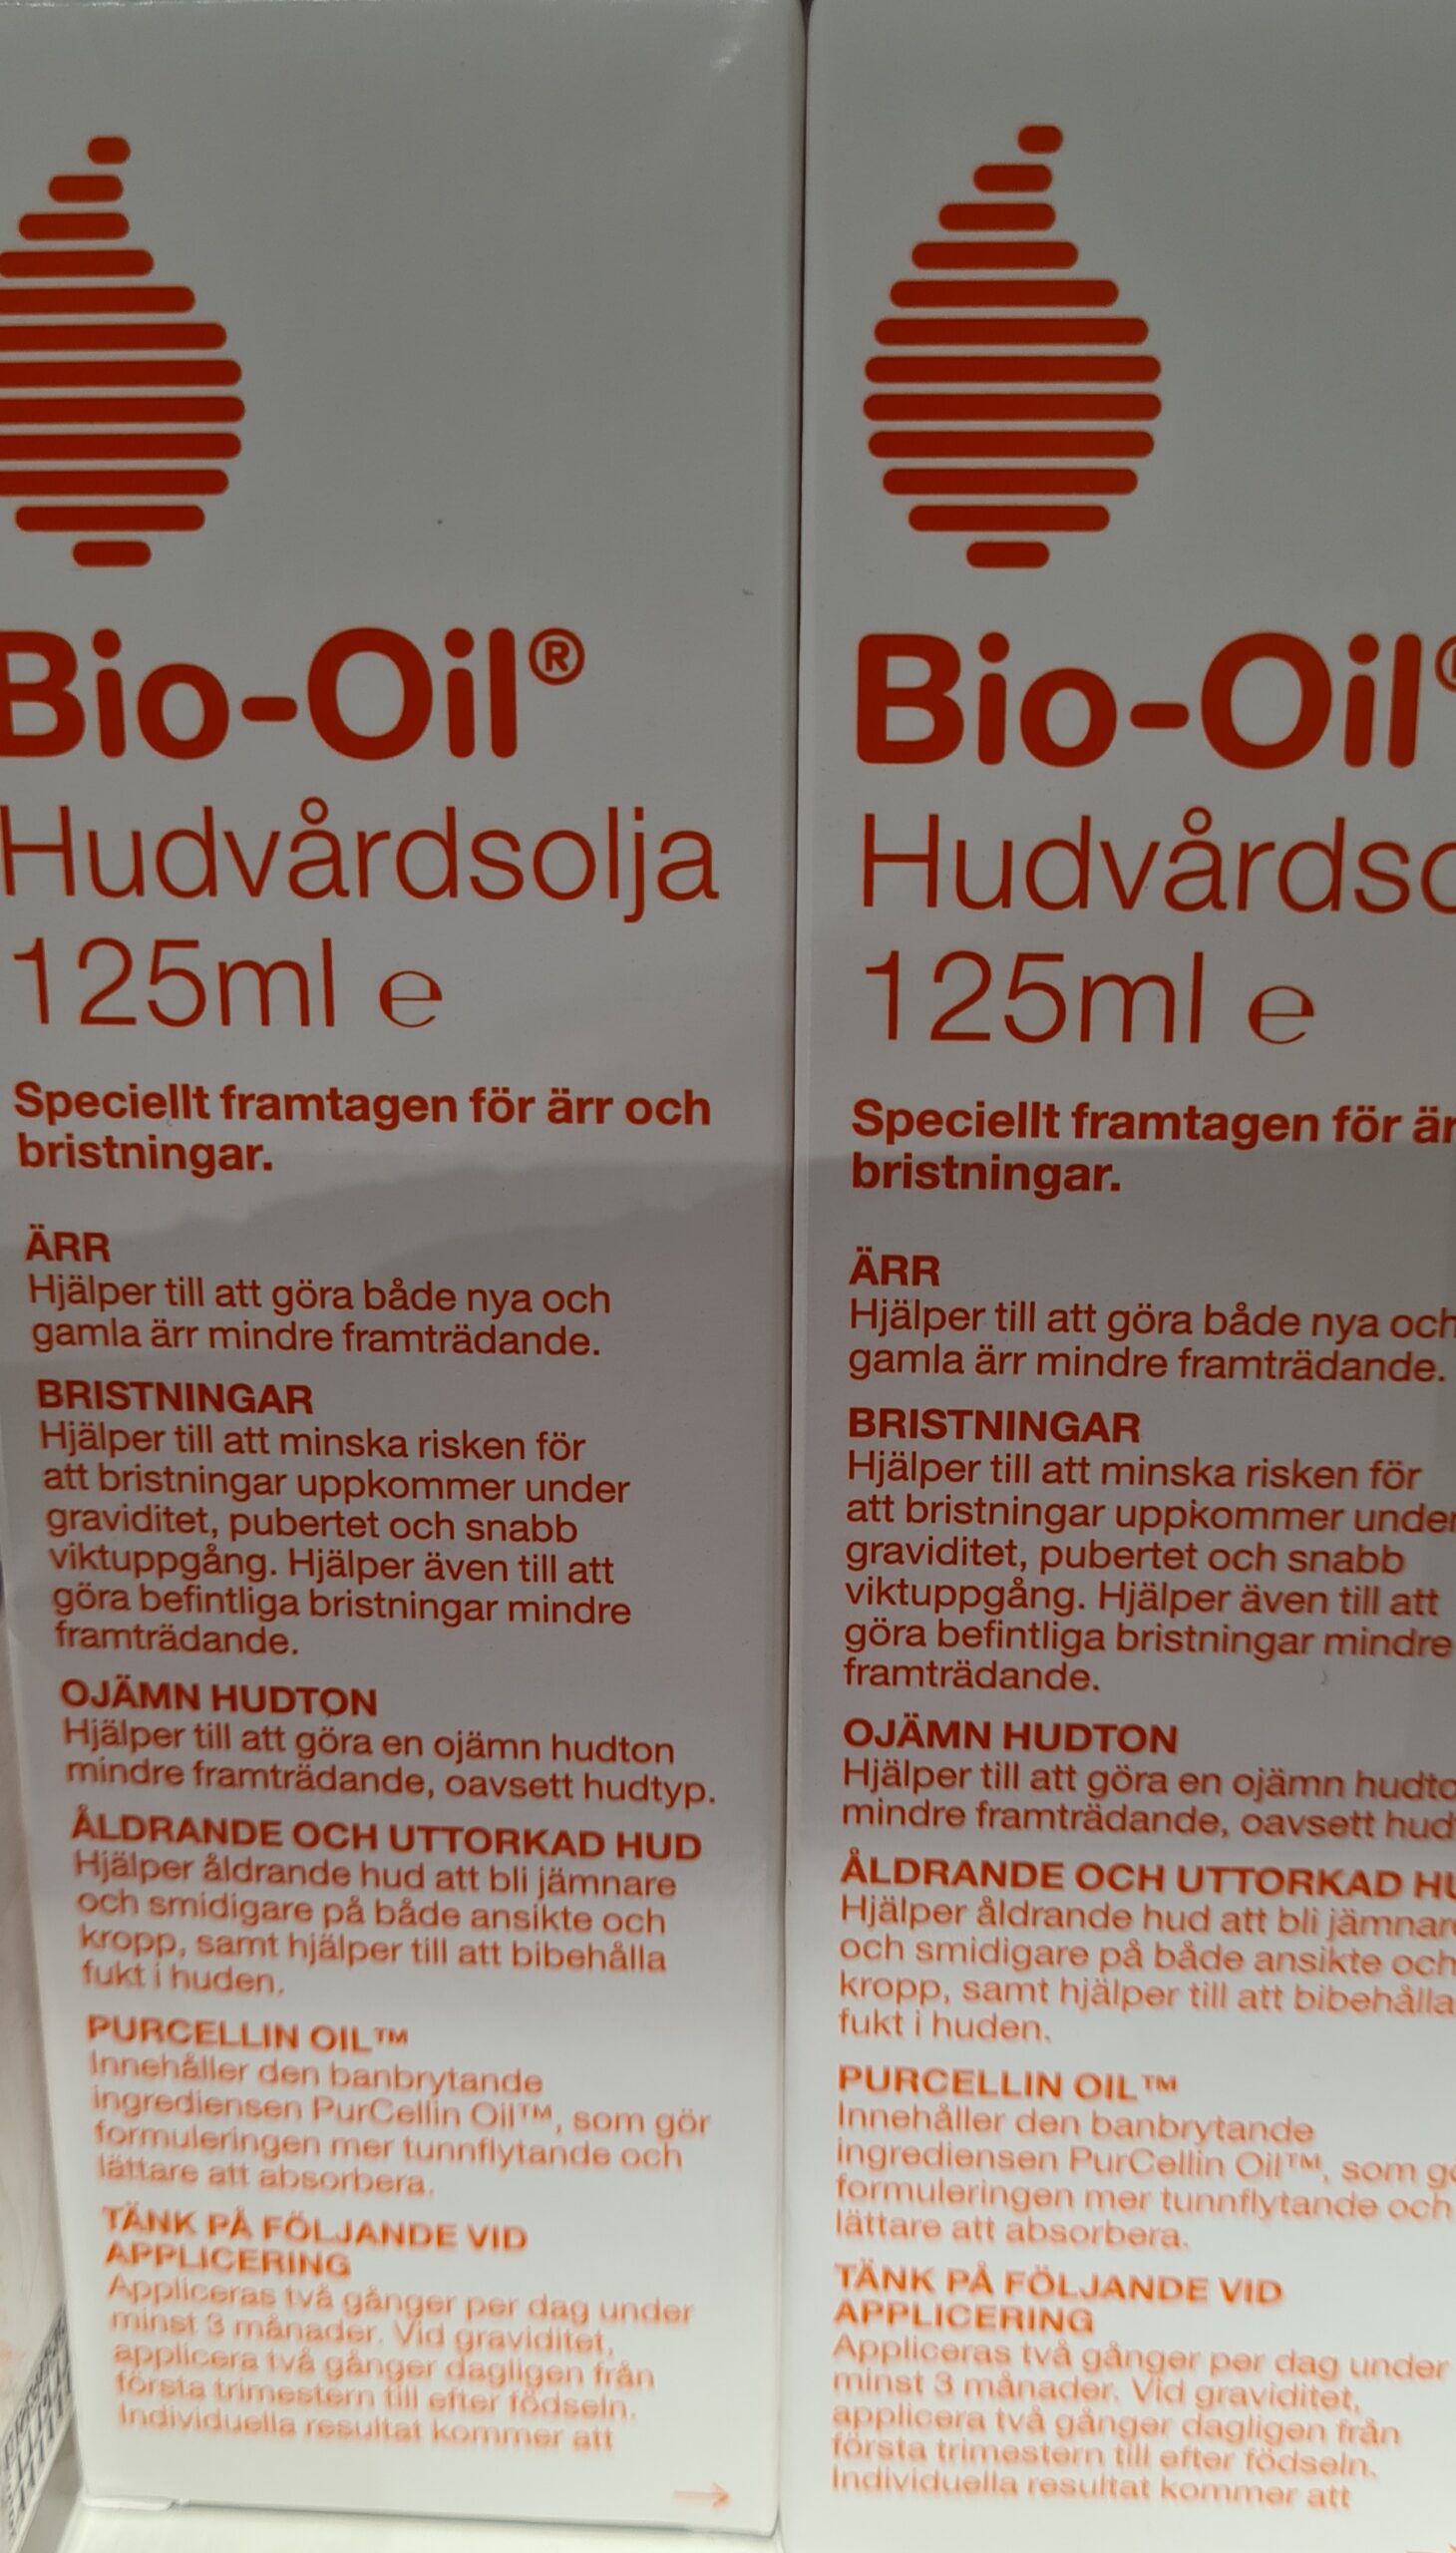 Bio-Oil®
Hudvårdsolja
125ml e
Speciellt framtagen för ärr och
bristningar.
ÄRR
Hjälper till att göra både nya och
gamla ärr mindre framträdande.
BRISTNINGAR
Hjälper till att minska risken för
att bristningar uppkommer under
graviditet, pubertet och snabb
viktuppgång. Hjälper även till att
göra befintliga bristningar mindre
framträdande.
OJÄMN HUDTON
Hjälper till att göra en ojämn hudton
mindre framträdande, oavsett hudtyp.
ÅLDRANDE OCH UTTORKAD HUD
Hjälper åldrande hud att bli jämnare
och smidigare på både ansikte och
kropp, samt hjälper till att bibehålla
fukt i huden.
PURCELLIN OIL™
Innehåller den banbrytande
ingrediensen PurCellin Oil™, som gör
formuleringen mer tunnflytande och
lättare att absorbera.
TÄNK PÅ FÖLJANDE VID
APPLICERING
Appliceras två gånger per dag under
minst 3 månader. Vid graviditet,
applicera två gånger dagligen från
första trimestern till efter födseln.
Individuella resultat kommer att
Bio-Oil
Hudvårdso
125ml e
Speciellt framtagen för är
bristningar.
ÄRR
Hjälper till att göra både nya och
gamla ärr mindre framträdande.
BRISTNINGAR
Hjälper till att minska risken för
att bristningar uppkommer under
graviditet, pubertet och snabb
viktuppgång. Hjälper även till att
göra befintliga bristningar mindre
framträdande.
OJÄMN HUDTON
Hjälper till att göra en ojämn hudto
mindre framträdande, oavsett hud
ÅLDRANDE OCH UTTORKAD HU
Hjälper åldrande hud att bli jämnare
och smidigare på både ansikte och
kropp, samt hjälper till att bibehålla
fukt i huden.
PURCELLIN OIL™
Innehåller den banbrytande
ingrediensen PurCellin Oil™, som gö
formuleringen mer tunnflytande och
lättare att absorbera.
TÄNK PÅ FÖLJANDE VID
APPLICERING
Appliceras två gånger per dag under
minst 3 månader. Vid graviditet,
applicera två gånger dagligen från
första trimestern till efter födseln.
Individuella resultat kommer att